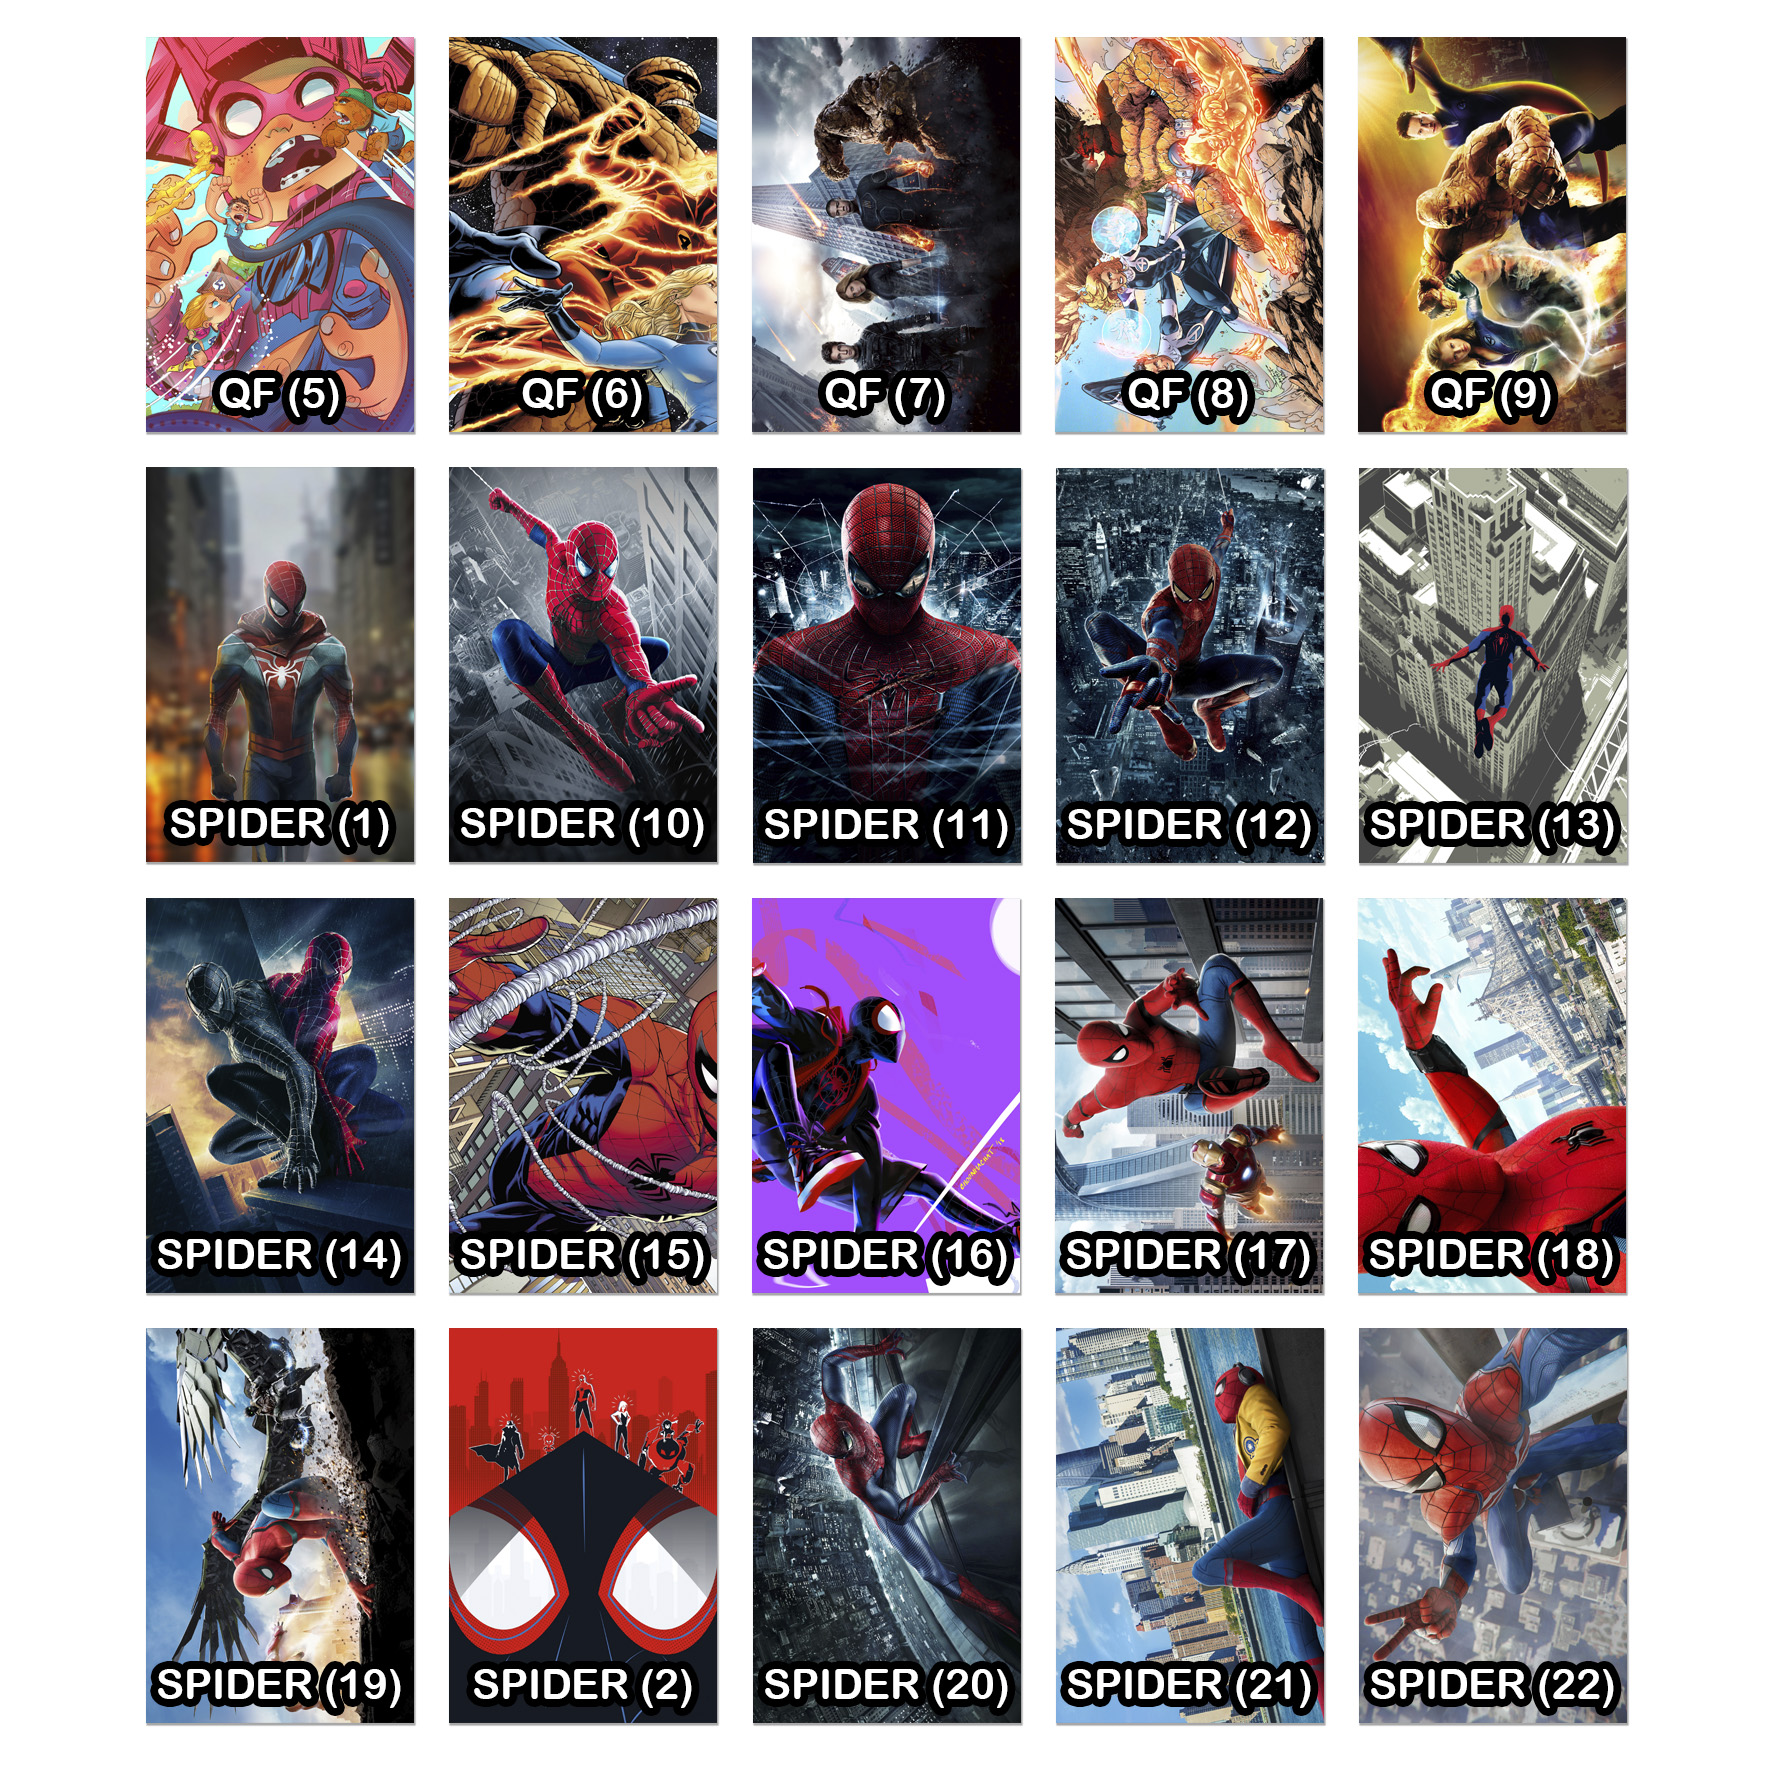 QF (5)
QF (6)
QF (7)
QF (8)
QF (9)
SPIDER (1)
SPIDER (10)
SPIDER (11)
SPIDER (12)
SPIDER (13)
SPIDER (14)
SPIDER (15)
SPIDER (16)
SPIDER (17)
SPIDER (18)
SPIDER (19)
SPIDER (2)
SPIDER (20)
SPIDER (21)
SPIDER (22)